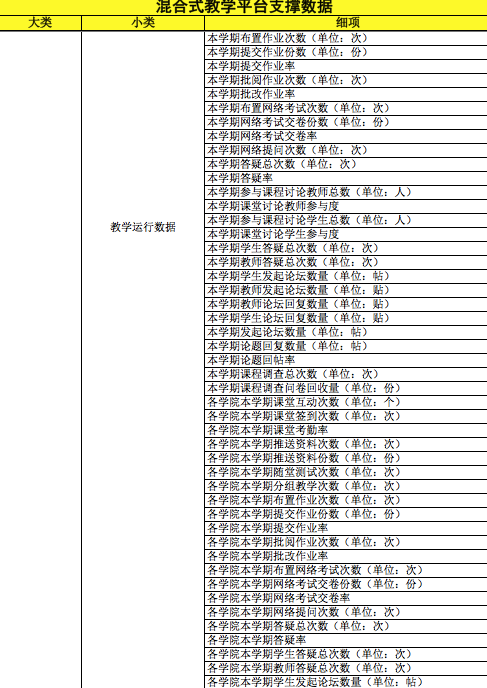 混合式教学平台支撑数据
大类 小类 细项
本学期布置作业次数（单位：次）
本学期提交作业份数（单位：份）
本学期提交作业率
本学期批阅作业次数（单位：次）
本学期批改作业率
本学期布置网络考试次数（单位：次）
本学期网络考试交卷份数（单位：份）
本学期网络考试交卷率
本学期网络提问次数（单位：次）
本学期答疑总次数（单位：次）
本学期答疑率
本学期参与课程讨论教师总数（单位：人）
本学期课堂讨论教师参与度
本学期参与课程讨论学生总数（单位：人）
教学运行数据
本学期课堂讨论学生参与度
本学期学生答疑总次数（单位：次）
本学期教师答疑总次数（单位：次）
本学期学生发起论坛数量（单位：帖）
本学期教师发起论坛数量（单位：贴）
本学期教师论坛回复数量（单位：贴）
本学期学生论坛回复数量（单位：贴）
本学期发起论坛数量（单位：帖）
本学期论题回复数量（单位：帖）
本学期论题回帖率
本学期课程调查总次数（单位：次）
本学期课程调查问卷回收量（单位：份）
各学院本学期课堂互动次数（单位：个）
各学院本学期课堂签到次数（单位：次）
各学院本学期课堂考勤率
各学院本学期推送资料次数（单位：次）
各学院本学期推送资料份数（单位：份）
各学院本学期随堂测试次数（单位：次）
各学院本学期分组教学次数（单位：次）
各学院本学期布置作业次数（单位：次）
各学院本学期提交作业份数（单位：份）
各学院本学期提交作业率
各学院本学期批阅作业次数（单位：次）
各学院本学期批改作业率
各学院本学期布置网络考试次数（单位：次）
各学院本学期网络考试交卷份数（单位：份）
各学院本学期网络考试交卷率
各学院本学期网络提问次数（单位：次）
各学院本学期答疑总次数（单位：次）
各学院本学期答疑率
各学院本学期学生答疑总次数（单位：次）
各学院本学期教师答疑总次数（单位：次）
各学院本学期学生发起论坛数量（单位：帖）